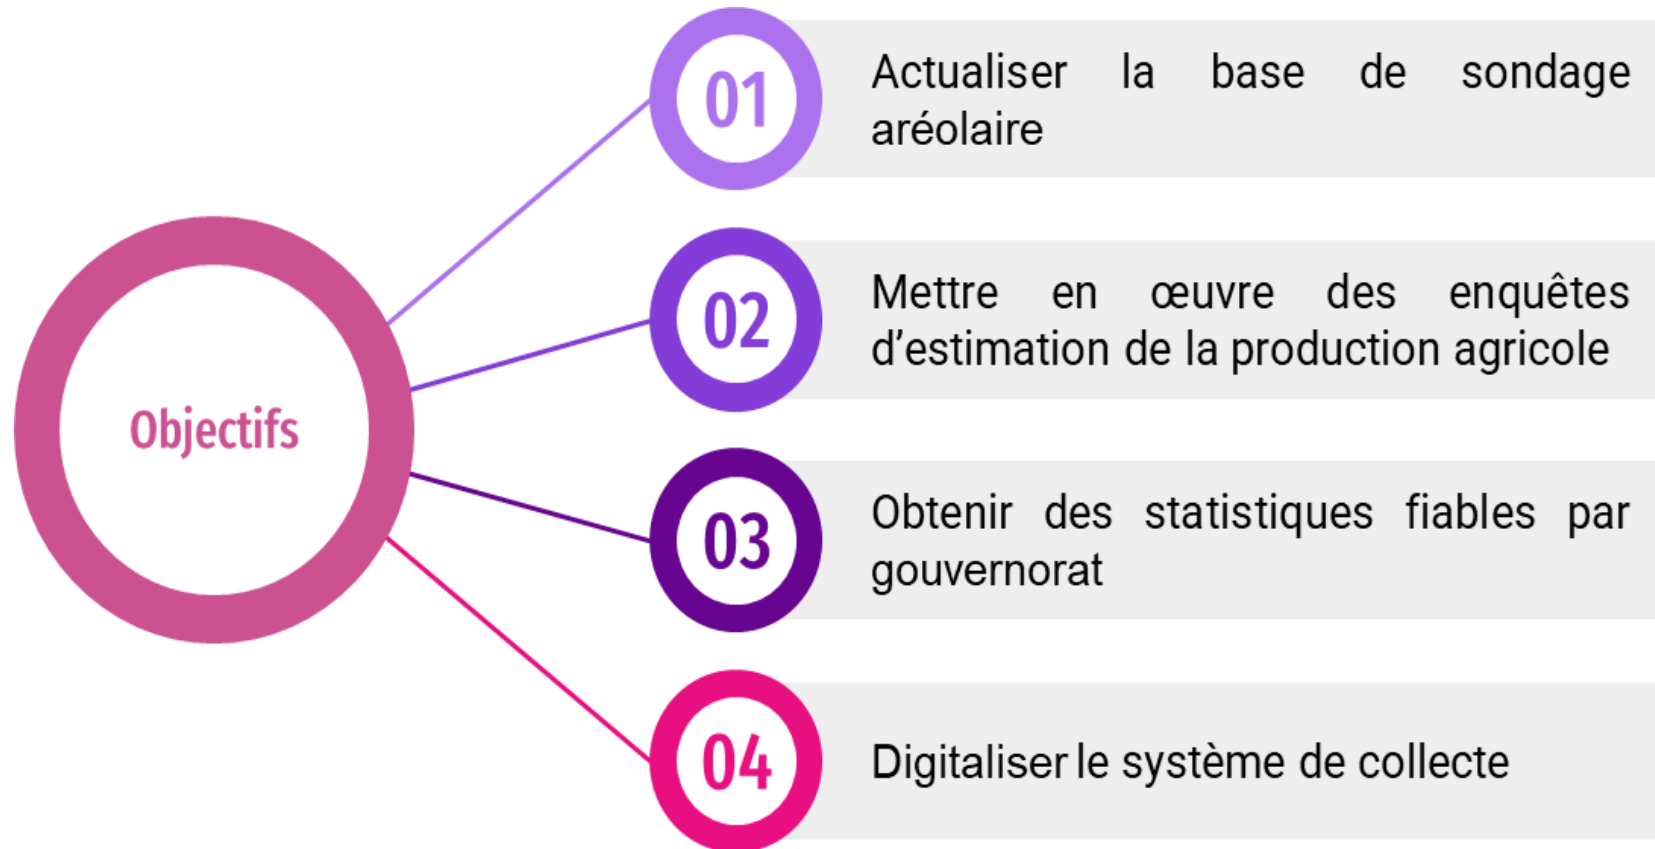 Objectifs
01
Actualiser la base de sondage
aréolaire
02
Mettre en œuvre des enquêtes
d’estimation de la production agricole
03
Obtenir des statistiques fiables par
gouvernorat
04
Digitaliser le système de collecte